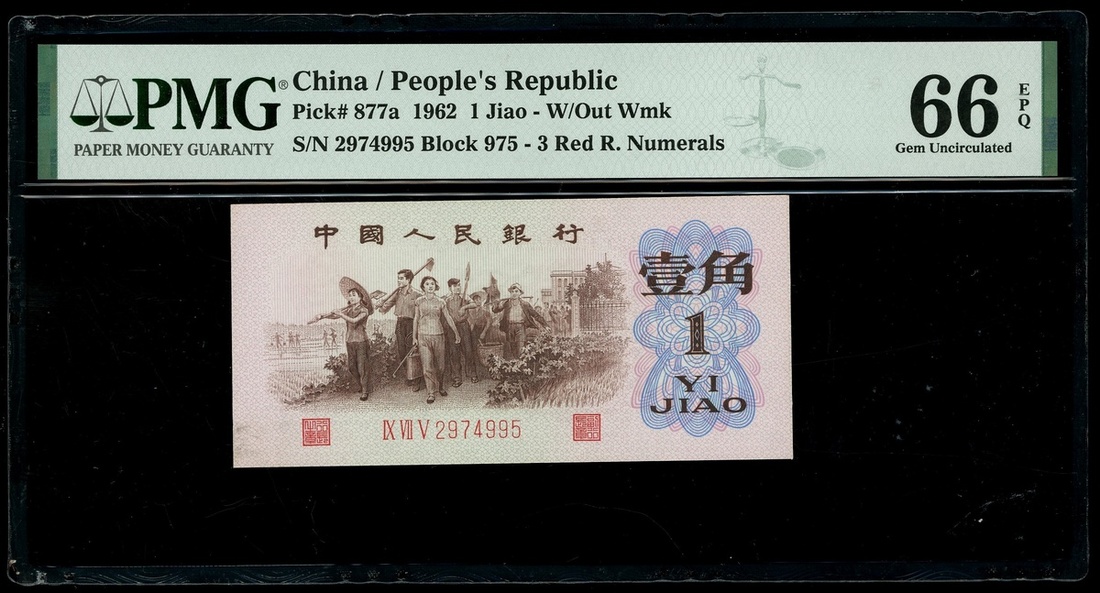 PMG®
PAPER MONEY GUARANTY
China / People's Republic
Pick# 877a 1962 1 Jiao - W/Out Wmk
S/N 2974995 Block 975 - 3 Red R. Numerals
66 EPQ
Gem Uncirculated
中國人民銀行
壹角
1
YI
JIAO
IX VII V 2974995